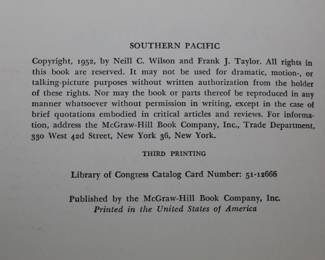 SOUTHERN PACIFIC
Copyright, 1952, by Neill C. Wilson and Frank J. Taylor. All rights in
this book are reserved. It may not be used for dramatic, motion-, or
talking-picture purposes without written authorization from the holder
of these rights. Nor may the book or parts thereof be reproduced in any
manner whatsoever without permission in writing, except in the case of
brief quotations embodied in critical articles and reviews. For informa-
tion, address the McGraw-Hill Book Company, Inc., Trade Department,
330 West 42d Street, New York 36, New York.
THIRD PRINTING
Library of Congress Catalog Card Number: 51-12666
Published by the McGraw-Hill Book Company, Inc.
Printed in the United States of America